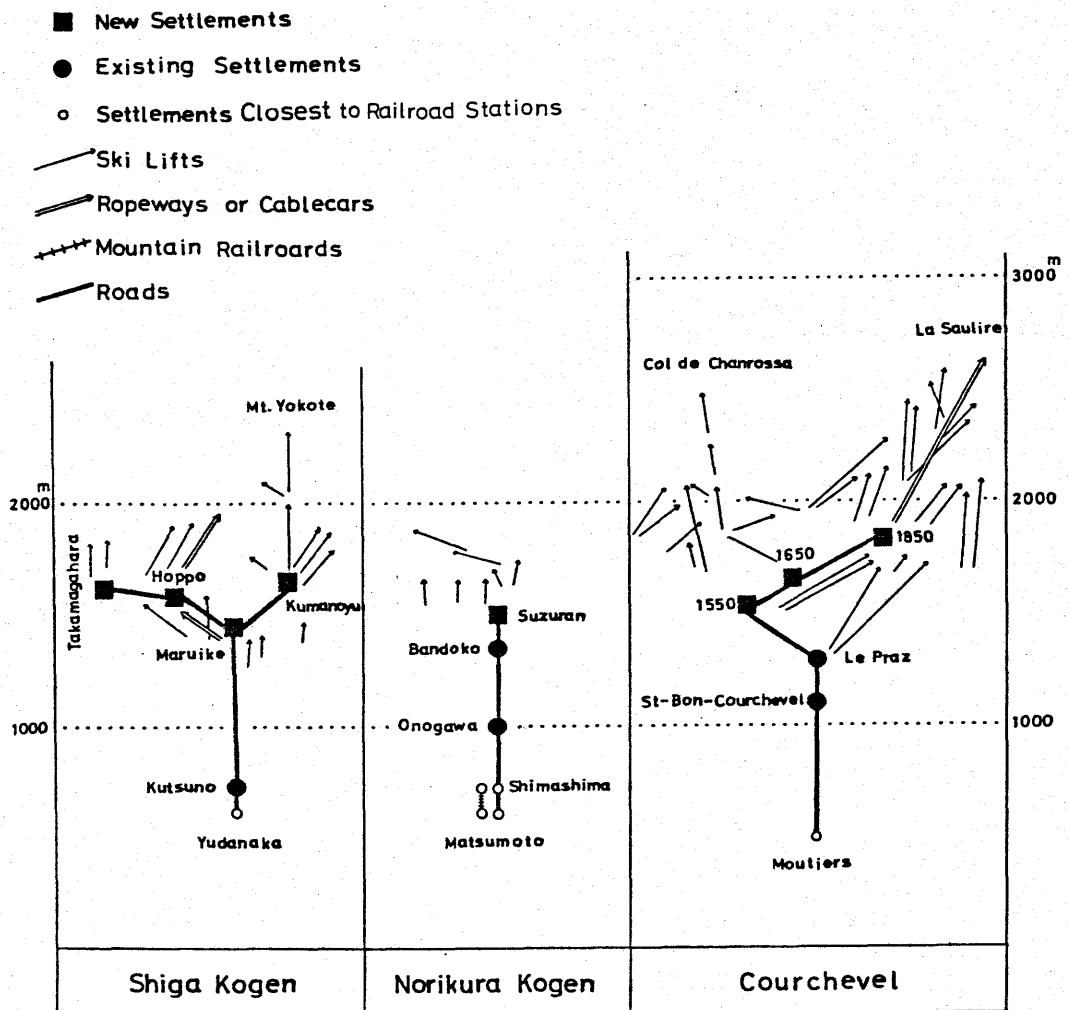 New Settlements
Existing Settlements
Settlements Closest to Railroad Stations
Ski Lifts
Ropeways or Cablecars
Mountain Railroards
Roads
m
3000
La Saulire
Col de Chanrossa
Mt. Yokote
m
2000
2000
Takamagahara
Hoppo
Kumanoyu
Maruike
1850
1650
1550
Suzuran
Bandoko
Le Praz
St-Bon-Courchevel
1000
Onogawa
1000
Kutsuno
Shimashima
Yudanaka
Matsumoto
Moutiers
Shiga Kogen
Norikura Kogen
Courchevel